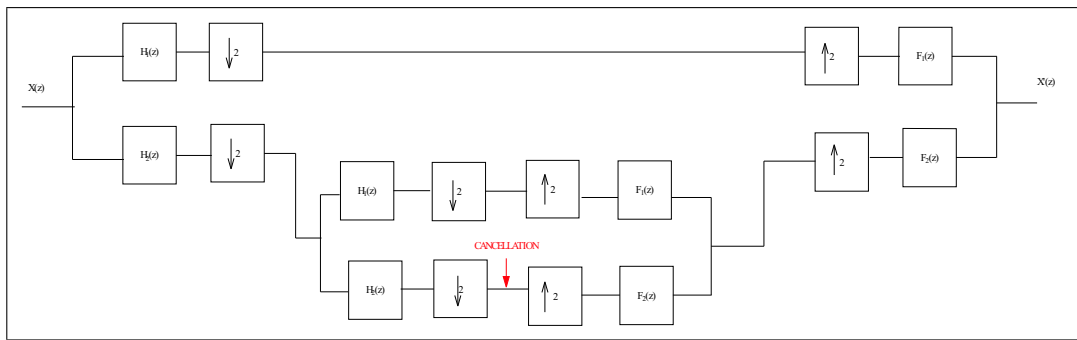 H₁(z)
2
2
F₁(z)
X(z)
X'(z)
H₂(z)
2
2
F₂(z)
H₁(z)
2
2
F₁(z)
CANCELLATION
H₂(z)
2
2
F₂(z)